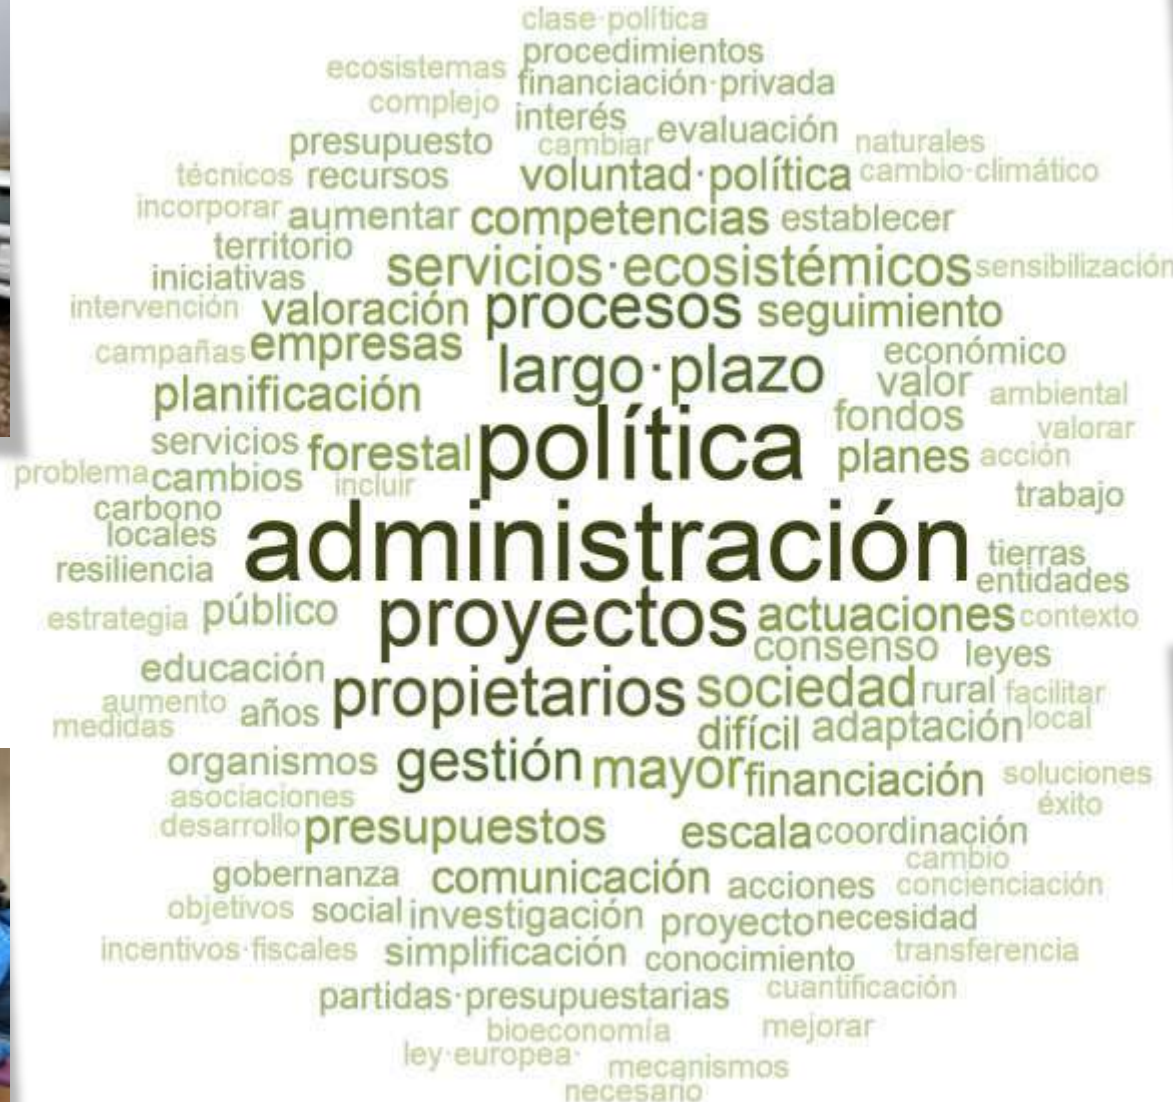 clase·política
procedimientos
ecosistemas
financiación·privada
complejo
interés
evaluación
presupuesto
cambiar
naturales
técnicos recursos voluntad·política cambio·climático
incorporar aumentar competencias establecer
territorio
servicios·ecosistémicos sensibilización
iniciativas
intervención valoración procesos seguimiento
campañas empresas
largo·plazo
económico
planificación
valor
ambiental
fondos
servicios forestal política
valorar
planes acción
problema cambios
incluir
trabajo
carbono
locales
administración
tierras
resiliencia
entidades
estrategia público
proyectos
actuaciones contexto
consenso leyes
educación
propietarios sociedad rural facilitar
aumento
años
medidas
difícil adaptación local
organismos gestión mayor financiación soluciones
asociaciones
éxito
desarrollo presupuestos escala coordinación
cambio
gobernanza comunicación acciones concienciación
objetivos social investigación proyecto necesidad
incentivos·fiscales simplificación conocimiento transferencia
partidas·presupuestarias cuantificación
bioeconomía mejorar
ley·europea·
mecanismos
necesario